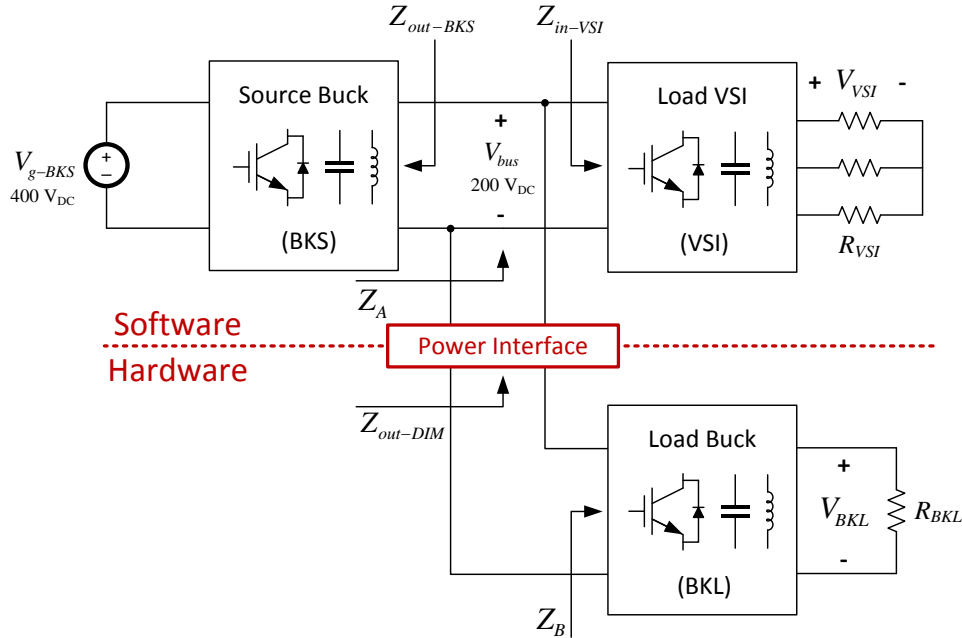 Z_out−BKS
Z_in−VSI
Source Buck
(BKS)
+
−
V_g−BKS
400 V_DC
+
V_bus
200 V_DC
-
Load VSI
(VSI)
+ V_VSI -
R_VSI
Z_A
Software
Power Interface
Hardware
Z_out−DIM
Load Buck
(BKL)
+
V_BKL
-
R_BKL
Z_B